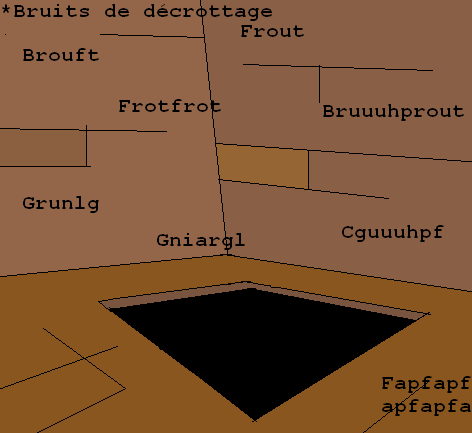 *Bruits de décrottage
Frout
Brouft
Frotfrot
Bruuuhprout
Grunlg
Cguuuhpf
Gniargl
Fapfapf
apfapfa